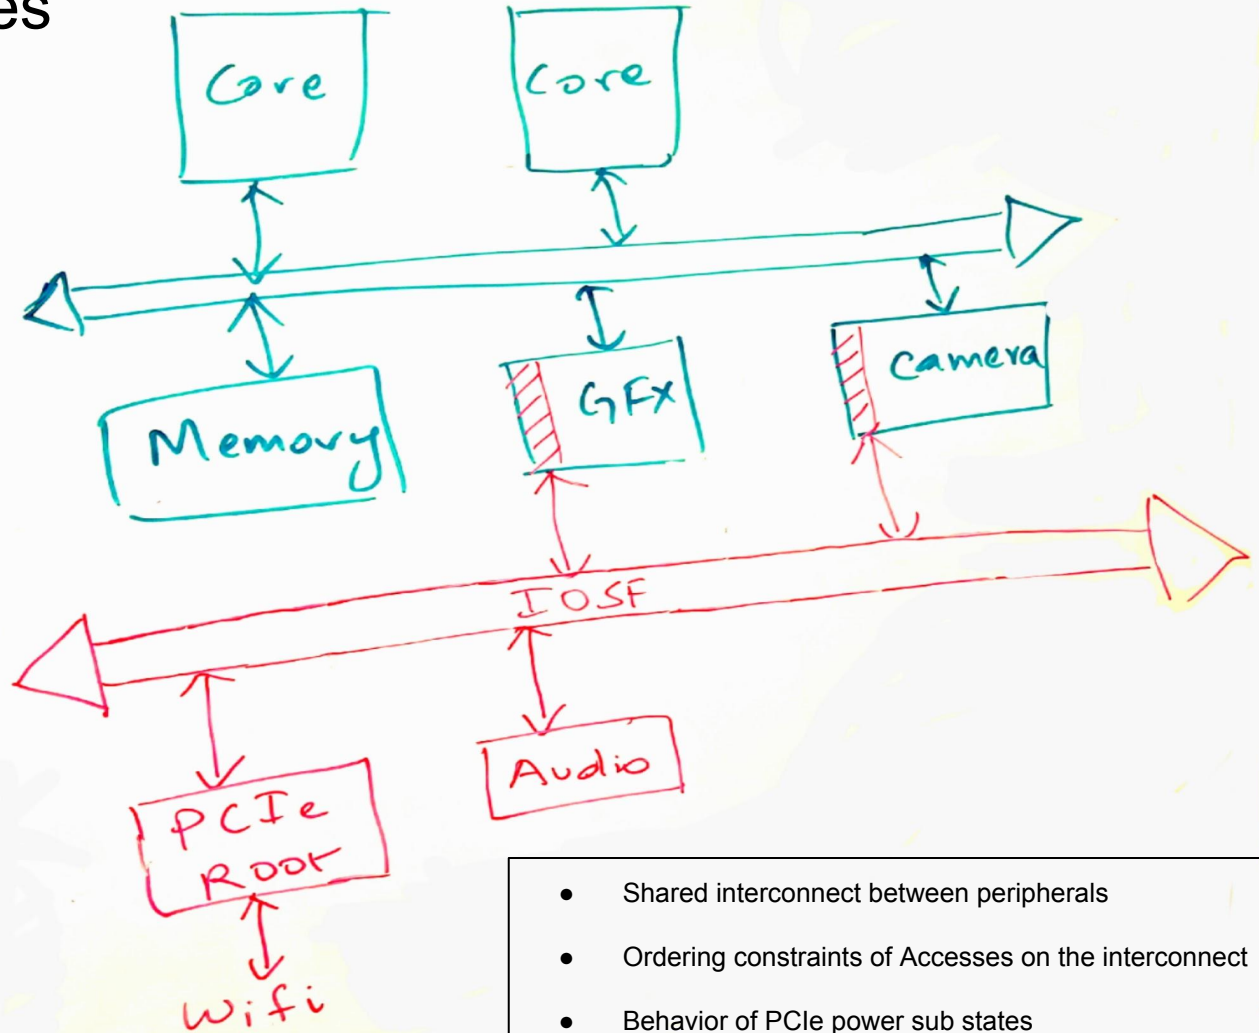 es
Core
Core
Memory
GFX
Camera
IOSF
PCIe
Root
Audio
Wifi
● Shared interconnect between peripherals
● Ordering constraints of Accesses on the interconnect
● Behavior of PCIe power sub states